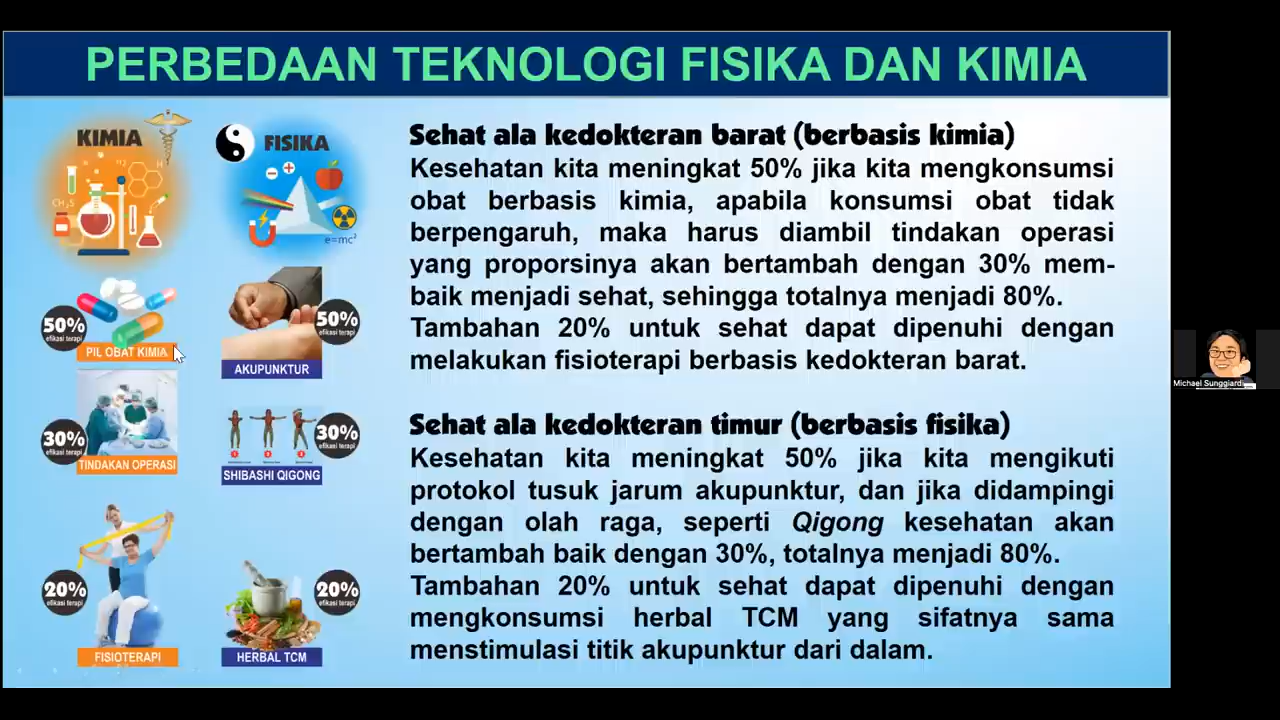 PERBEDAAN TEKNOLOGI FISIKA DAN KIMIA
KIMIA
FISIKA
CH₃S
e=mc²
50%
efikasi terapi
PIL OBAT KIMIA
50%
efikasi terapi
AKUPUNKTUR
30%
efikasi terapi
TINDAKAN OPERASI
30%
efikasi terapi
1 2 3
SHIBASHI QIGONG
20%
efikasi terapi
FISIOTERAPI
20%
efikasi terapi
HERBAL TCM
Sehat ala kedokteran barat (berbasis kimia)
Kesehatan kita meningkat 50% jika kita mengkonsumsi
obat berbasis kimia, apabila konsumsi obat tidak
berpengaruh, maka harus diambil tindakan operasi
yang proporsinya akan bertambah dengan 30% mem-
baik menjadi sehat, sehingga totalnya menjadi 80%.
Tambahan 20% untuk sehat dapat dipenuhi dengan
melakukan fisioterapi berbasis kedokteran barat.
Sehat ala kedokteran timur (berbasis fisika)
Kesehatan kita meningkat 50% jika kita mengikuti
protokol tusuk jarum akupunktur, dan jika didampingi
dengan olah raga, seperti Qigong kesehatan akan
bertambah baik dengan 30%, totalnya menjadi 80%.
Tambahan 20% untuk sehat dapat dipenuhi dengan
mengkonsumsi herbal TCM yang sifatnya sama
menstimulasi titik akupunktur dari dalam.
Michael Sunggiardi